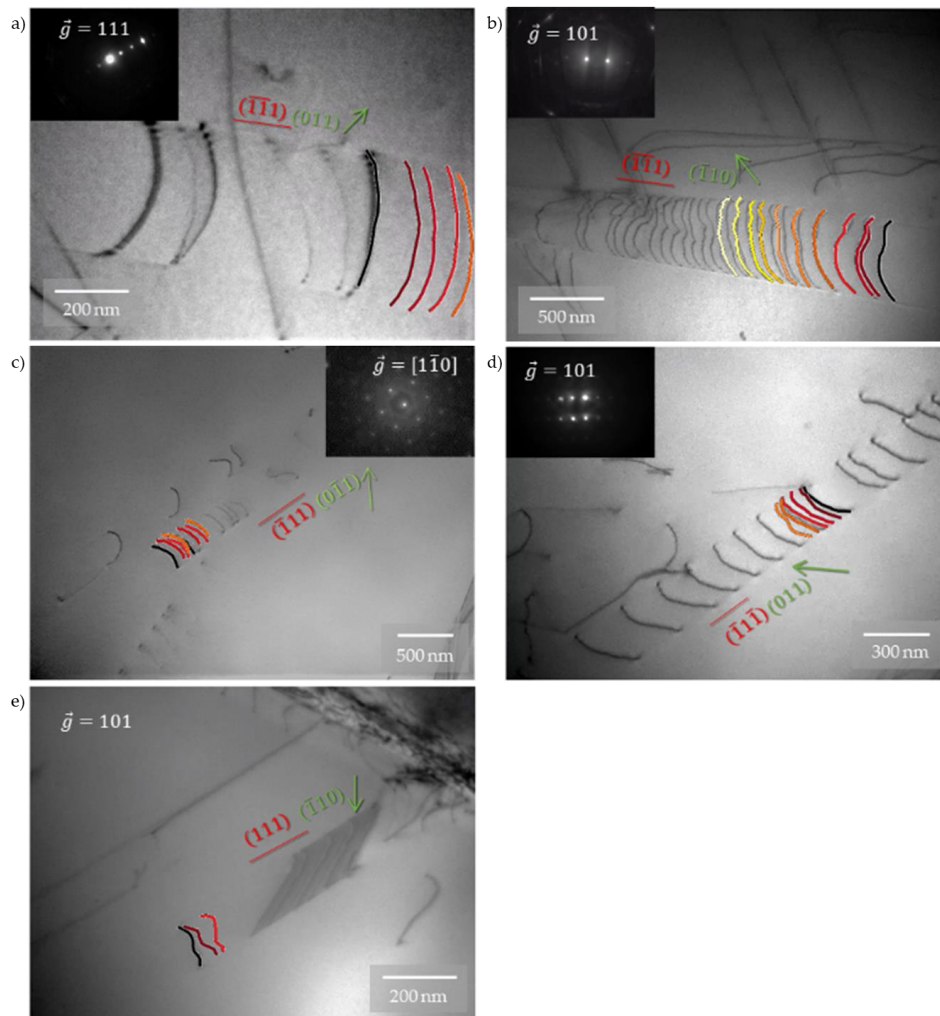 a)
g⃗ = 111
(1̅1̅1) (011)
200 nm
b)
g⃗ = 101
(1̅1̅1) (1̅10)
500 nm
c)
g⃗ = [11̅0]
(1̅11) (01̅1)
500 nm
d)
g⃗ = 101
(1̅11̅) (011)
300 nm
e)
g⃗ = 101
(111) (1̅10)
200 nm